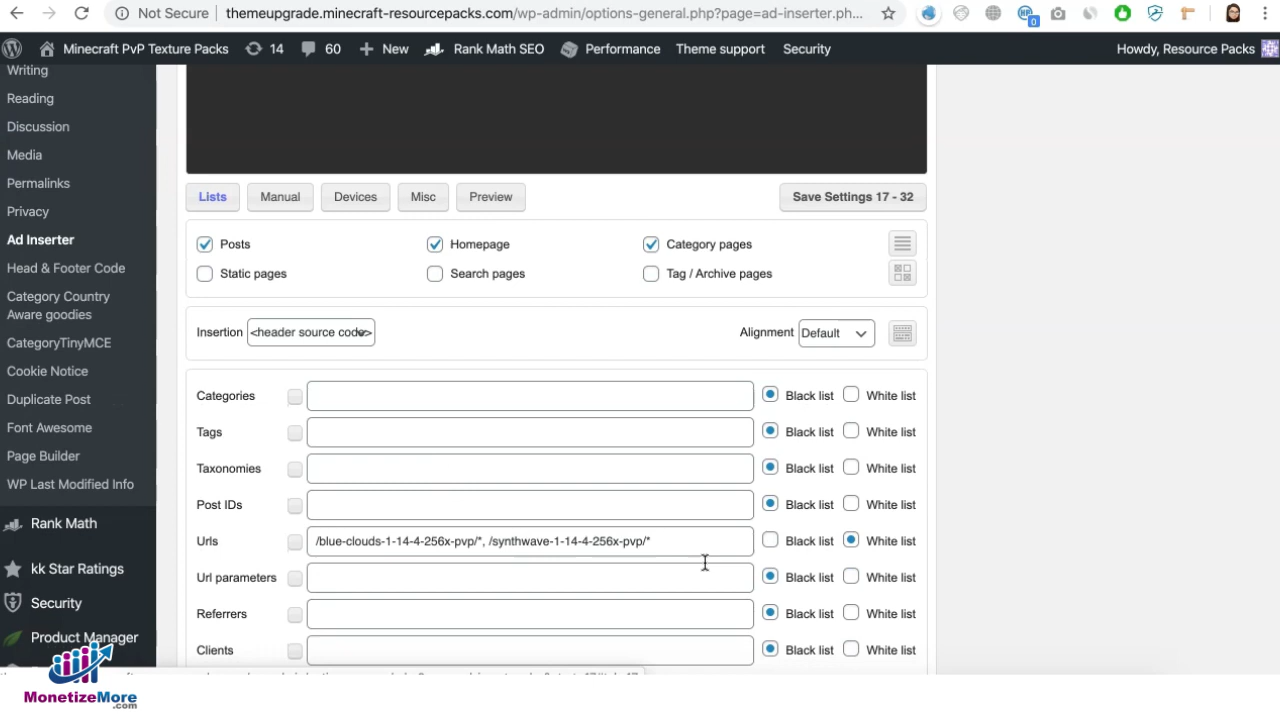 Not Secure themeupgrade.minecraft-resourcepacks.com/wp-admin/options-general.php?page=ad-inserter.ph...
0
Minecraft PvP Texture Packs 14 60 New Rank Math SEO Performance Theme support Security Howdy, Resource Packs
Writing
Reading
Discussion
Media
Permalinks
Privacy
Ad Inserter
Head & Footer Code
Category Country
Aware goodies
CategoryTinyMCE
Cookie Notice
Duplicate Post
Font Awesome
Page Builder
WP Last Modified Info
Rank Math
kk Star Ratings
Security
Product Manager
Lists Manual Devices Misc Preview Save Settings 17 - 32
Posts Homepage Category pages
Static pages Search pages Tag / Archive pages
Insertion <header source code> Alignment Default
Categories Black list White list
Tags Black list White list
Taxonomies Black list White list
Post IDs Black list White list
Urls /blue-clouds-1-14-4-256x-pvp/*, /synthwave-1-14-4-256x-pvp/* Black list White list
Url parameters Black list White list
Referrers Black list White list
Clients Black list White list
MonetizeMore
.com